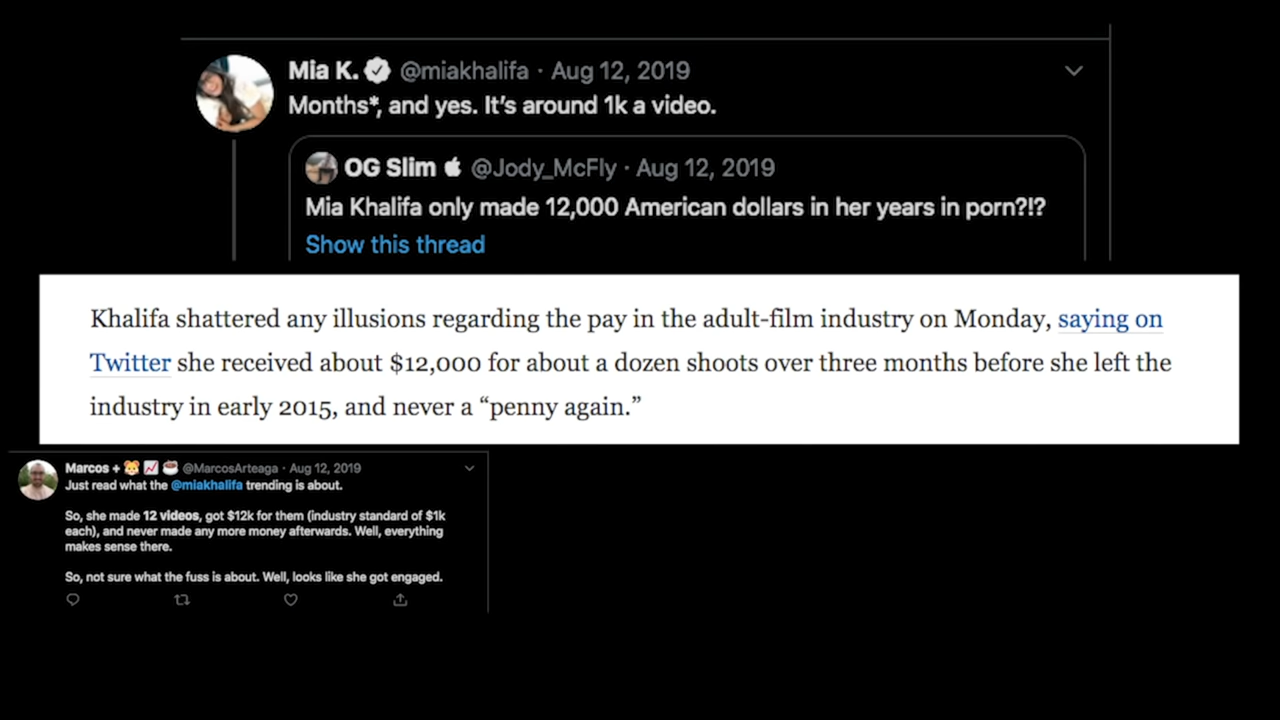 Mia K. @miakhalifa · Aug 12, 2019
Months*, and yes. It’s around 1k a video.
OG Slim @Jody_McFly · Aug 12, 2019
Mia Khalifa only made 12,000 American dollars in her years in porn?!?
Show this thread
Khalifa shattered any illusions regarding the pay in the adult-film industry on Monday, saying on
Twitter she received about $12,000 for about a dozen shoots over three months before she left the
industry in early 2015, and never a “penny again.”
Marcos + 🐹 📈 ☕ @MarcosArteaga · Aug 12, 2019
Just read what the @miakhalifa trending is about.
So, she made 12 videos, got $12k for them (industry standard of $1k
each), and never made any more money afterwards. Well, everything
makes sense there.
So, not sure what the fuss is about. Well, looks like she got engaged.